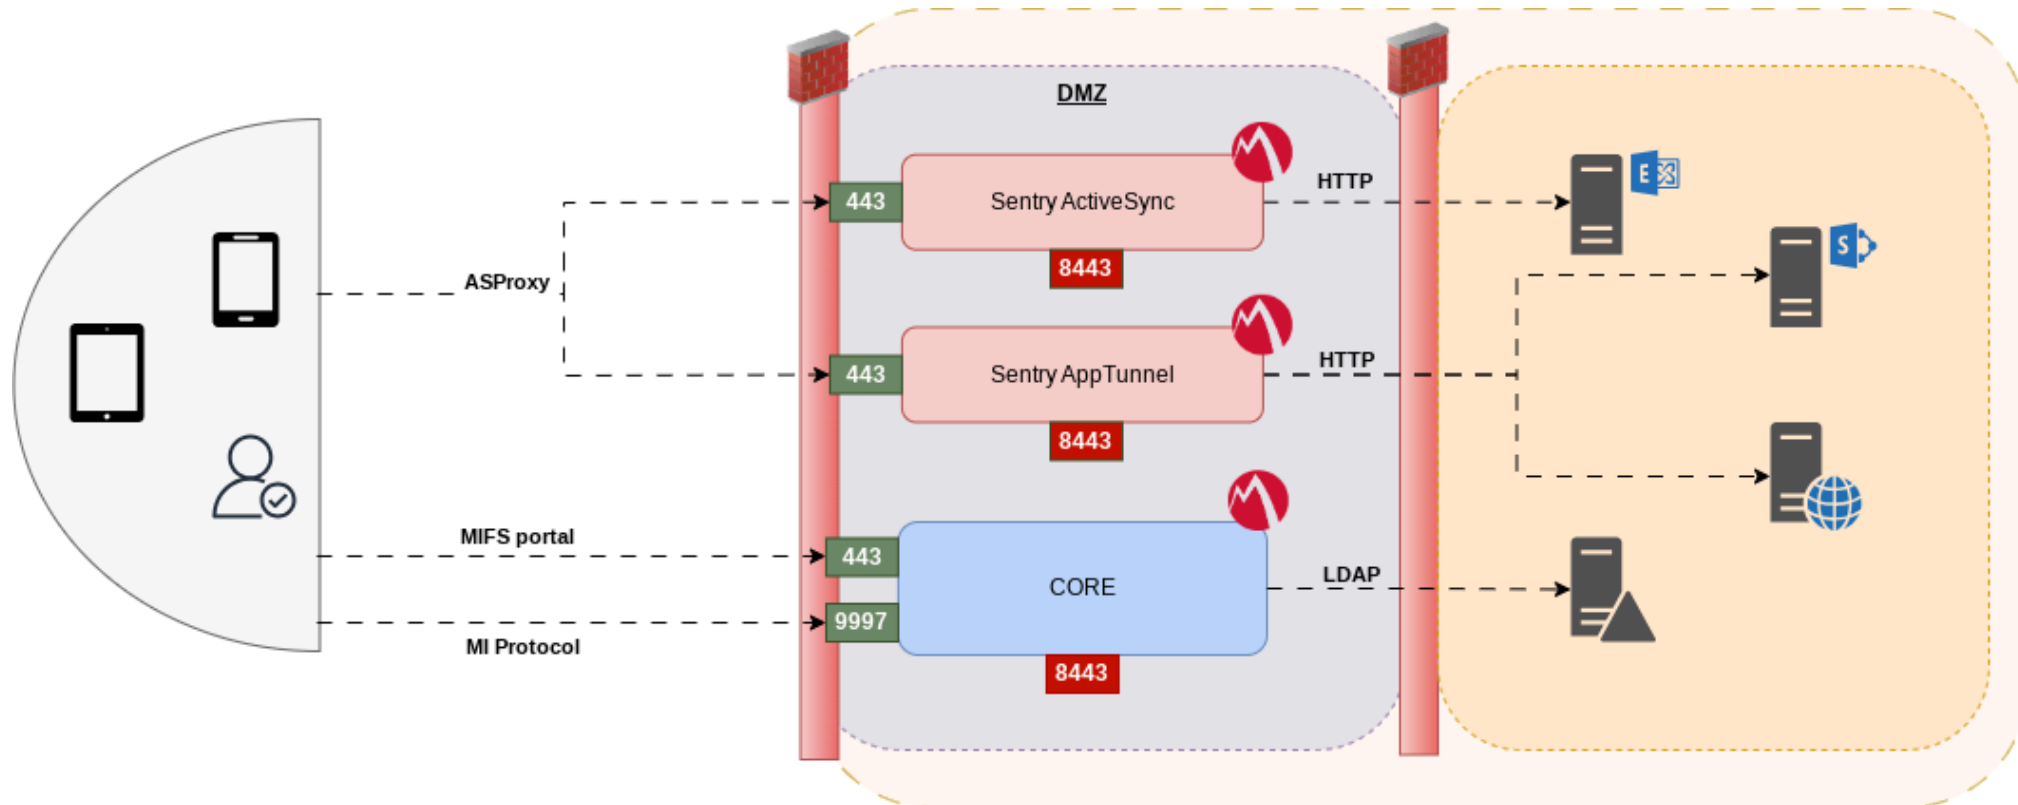 DMZ
443
Sentry ActiveSync
HTTP
E
8443
S
ASProxy
443
Sentry AppTunnel
HTTP
8443
MIFS portal
443
CORE
LDAP
9997
MI Protocol
8443